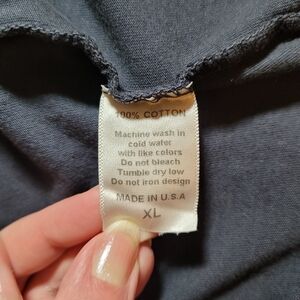 100% COTTON
Machine wash in
cold water
with like colors
Do not bleach
Tumble dry low
Do not iron design
MADE IN U.S.A
XL